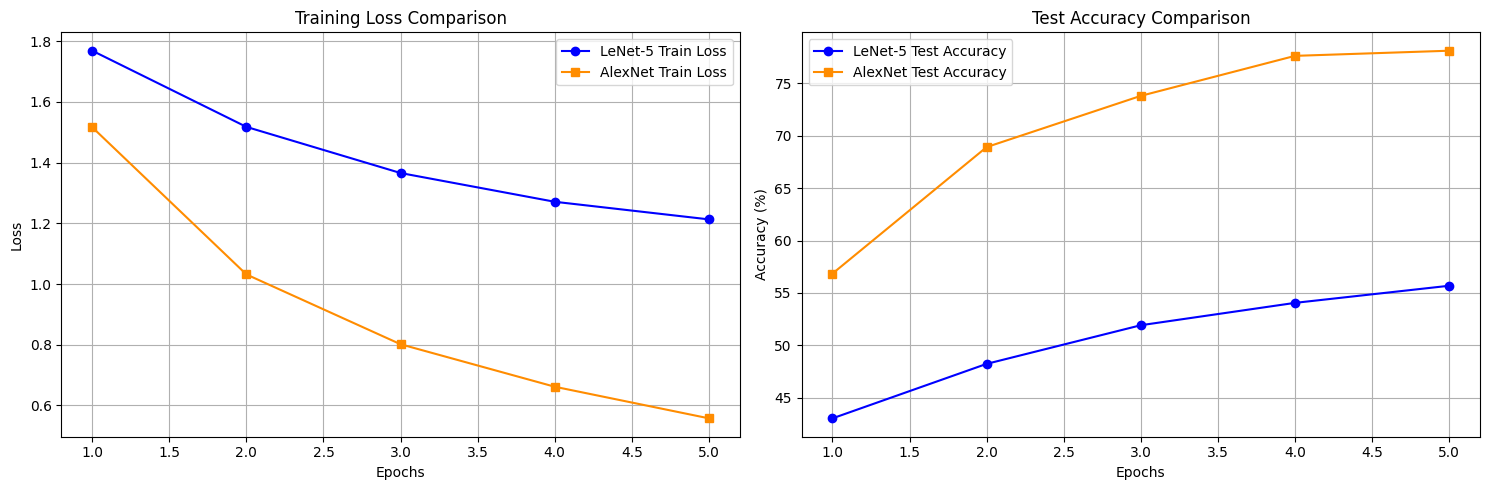 Training Loss Comparison
LeNet-5 Train Loss
AlexNet Train Loss
1.8
1.6
1.4
1.2
1.0
0.8
0.6
Loss
1.0 1.5 2.0 2.5 3.0 3.5 4.0 4.5 5.0
Epochs
Test Accuracy Comparison
LeNet-5 Test Accuracy
AlexNet Test Accuracy
75
70
65
60
55
50
45
Accuracy (%)
1.0 1.5 2.0 2.5 3.0 3.5 4.0 4.5 5.0
Epochs